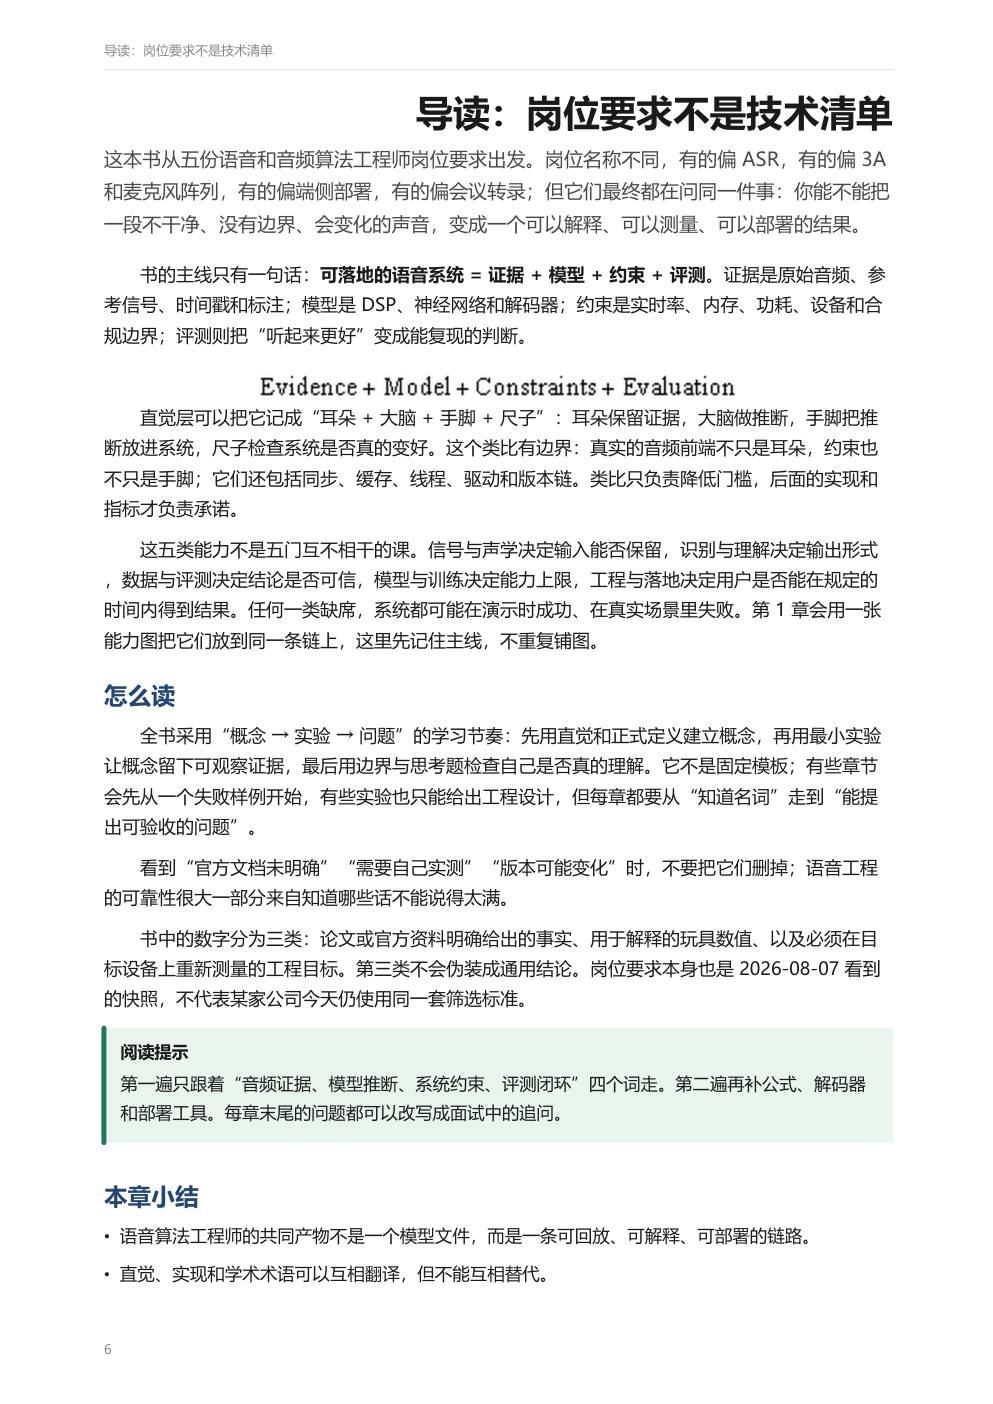 导读：岗位要求不是技术清单
导读：岗位要求不是技术清单
这本书从五份语音和音频算法工程师岗位要求出发。岗位名称不同，有的偏 ASR，有的偏 3A
和麦克风阵列，有的偏端侧部署，有的偏会议转录；但它们最终都在问同一件事：你能不能把
一段不干净、没有边界、会变化的声音，变成一个可以解释、可以测量、可以部署的结果。
书的主线只有一句话：可落地的语音系统 = 证据 + 模型 + 约束 + 评测。证据是原始音频、参
考信号、时间戳和标注；模型是 DSP、神经网络和解码器；约束是实时率、内存、功耗、设备和合
规边界；评测则把“听起来更好”变成能复现的判断。
Evidence + Model + Constraints + Evaluation
直觉层可以把它记成“耳朵 + 大脑 + 手脚 + 尺子”：耳朵保留证据，大脑做推断，手脚把推
断放进系统，尺子检查系统是否真的变好。这个类比有边界：真实的音频前端不只是耳朵，约束也
不只是手脚；它们还包括同步、缓存、线程、驱动和版本链。类比只负责降低门槛，后面的实现和
指标才负责承诺。
这五类能力不是五门互不相干的课。信号与声学决定输入能否保留，识别与理解决定输出形式
，数据与评测决定结论是否可信，模型与训练决定能力上限，工程与落地决定用户是否能在规定的
时间内得到结果。任何一类缺席，系统都可能在演示时成功、在真实场景里失败。第 1 章会用一张
能力图把它们放到同一条链上，这里先记住主线，不重复铺图。
怎么读
全书采用“概念 → 实验 → 问题”的学习节奏：先用直觉和正式定义建立概念，再用最小实验
让概念留下可观察证据，最后用边界与思考题检查自己是否真的理解。它不是固定模板；有些章节
会先从一个失败样例开始，有些实验也只能给出工程设计，但每章都要从“知道名词”走到“能提
出可验收的问题”。
看到“官方文档未明确”“需要自己实测”“版本可能变化”时，不要把它们删掉；语音工程
的可靠性很大一部分来自知道哪些话不能说得太满。
书中的数字分为三类：论文或官方资料明确给出的事实、用于解释的玩具数值、以及必须在目
标设备上重新测量的工程目标。第三类不会伪装成通用结论。岗位要求本身也是 2026-08-07 看到
的快照，不代表某家公司今天仍使用同一套筛选标准。
阅读提示
第一遍只跟着“音频证据、模型推断、系统约束、评测闭环”四个词走。第二遍再补公式、解码器
和部署工具。每章末尾的问题都可以改写成面试中的追问。
本章小结
• 语音算法工程师的共同产物不是一个模型文件，而是一条可回放、可解释、可部署的链路。
• 直觉、实现和学术术语可以互相翻译，但不能互相替代。
6